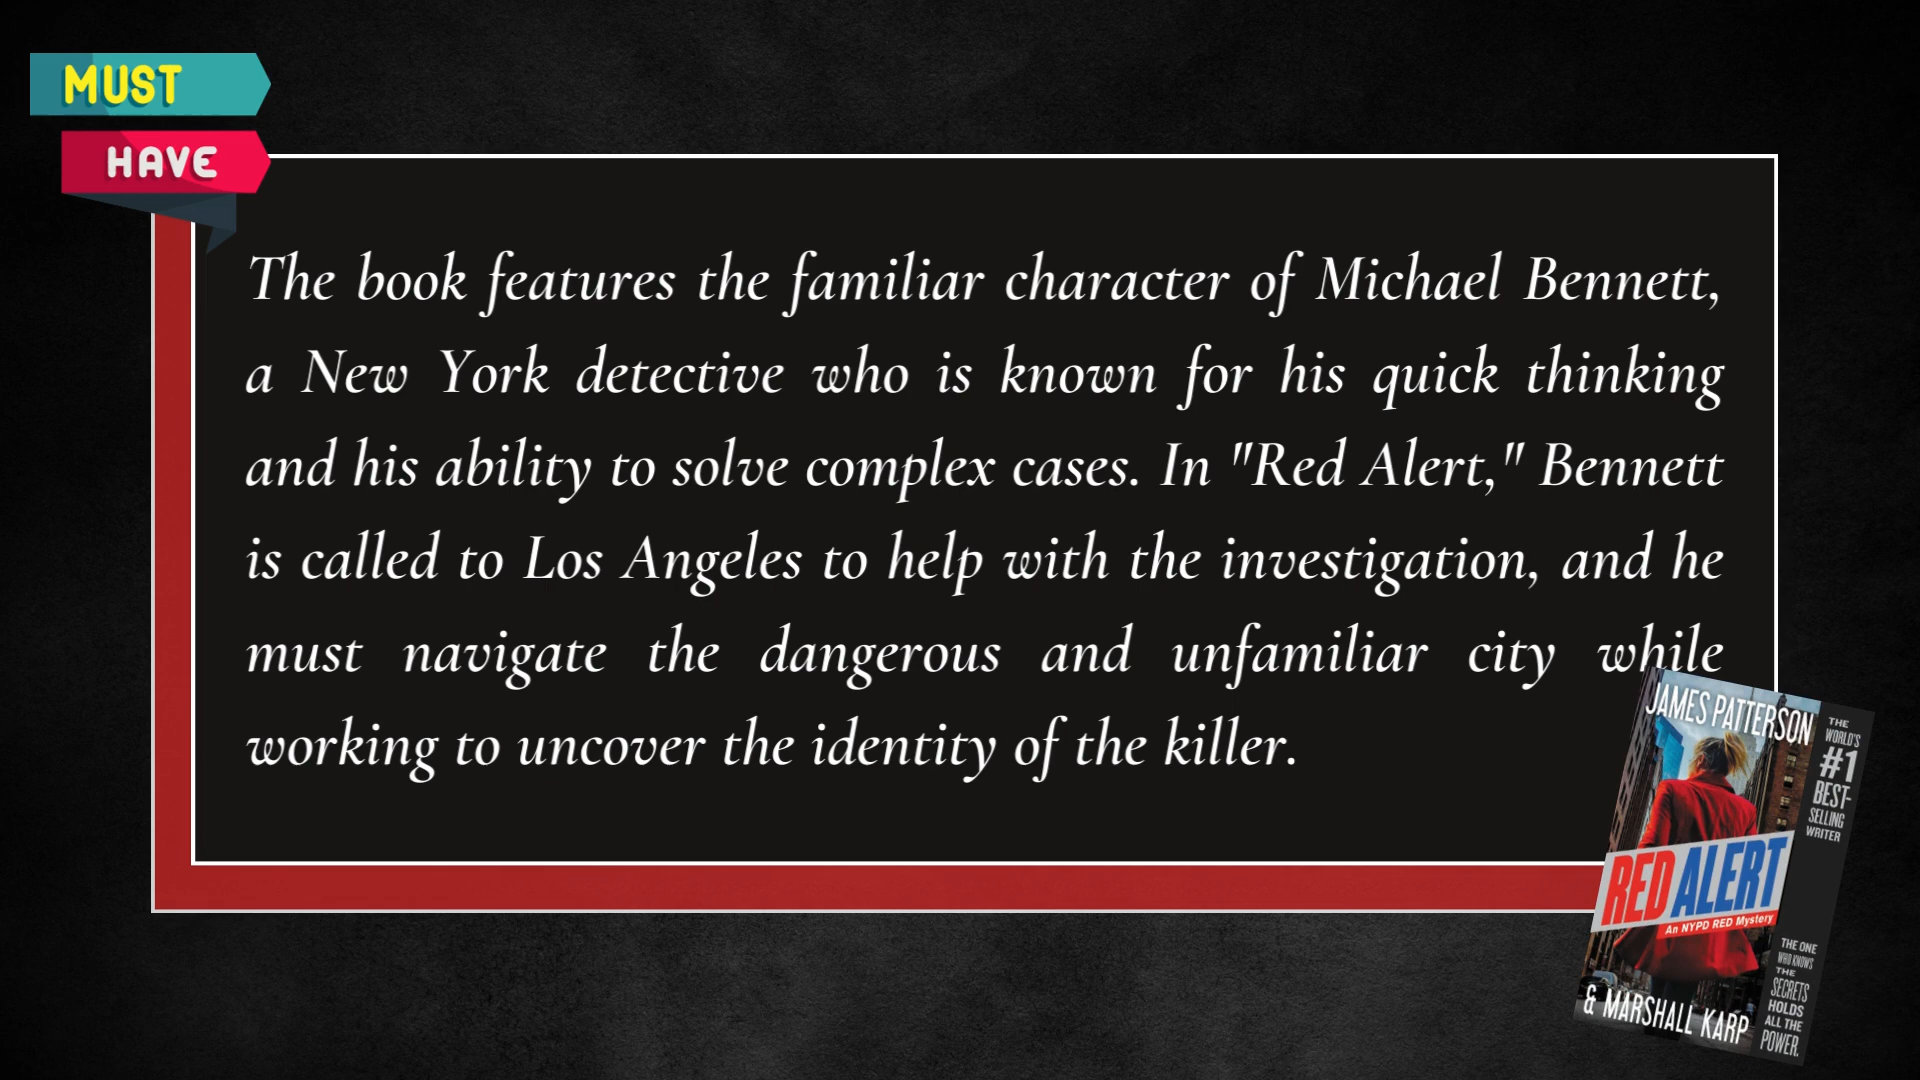 MUST
HAVE
The book features the familiar character of Michael Bennett,
a New York detective who is known for his quick thinking
and his ability to solve complex cases. In "Red Alert," Bennett
is called to Los Angeles to help with the investigation, and he
must navigate the dangerous and unfamiliar city while
working to uncover the identity of the killer.
JAMES PATTERSON
THE
WORLD'S
#1
BEST-
SELLING
WRITER
RED ALERT
An NYPD RED Mystery
THE ONE
WHO KNOWS
THE
SECRETS
HOLDS
ALL THE
POWER.
& MARSHALL KARP